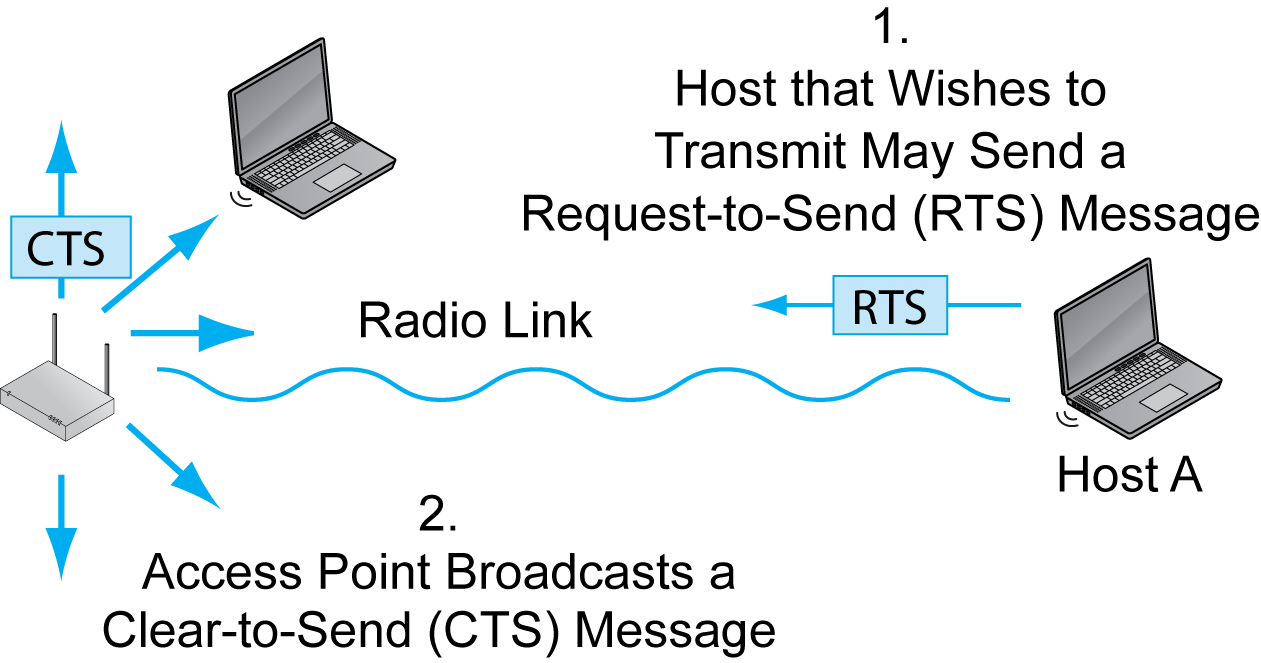 1.
Host that Wishes to
Transmit May Send a
Request-to-Send (RTS) Message
CTS
RTS
Radio Link
Host A
2.
Access Point Broadcasts a
Clear-to-Send (CTS) Message